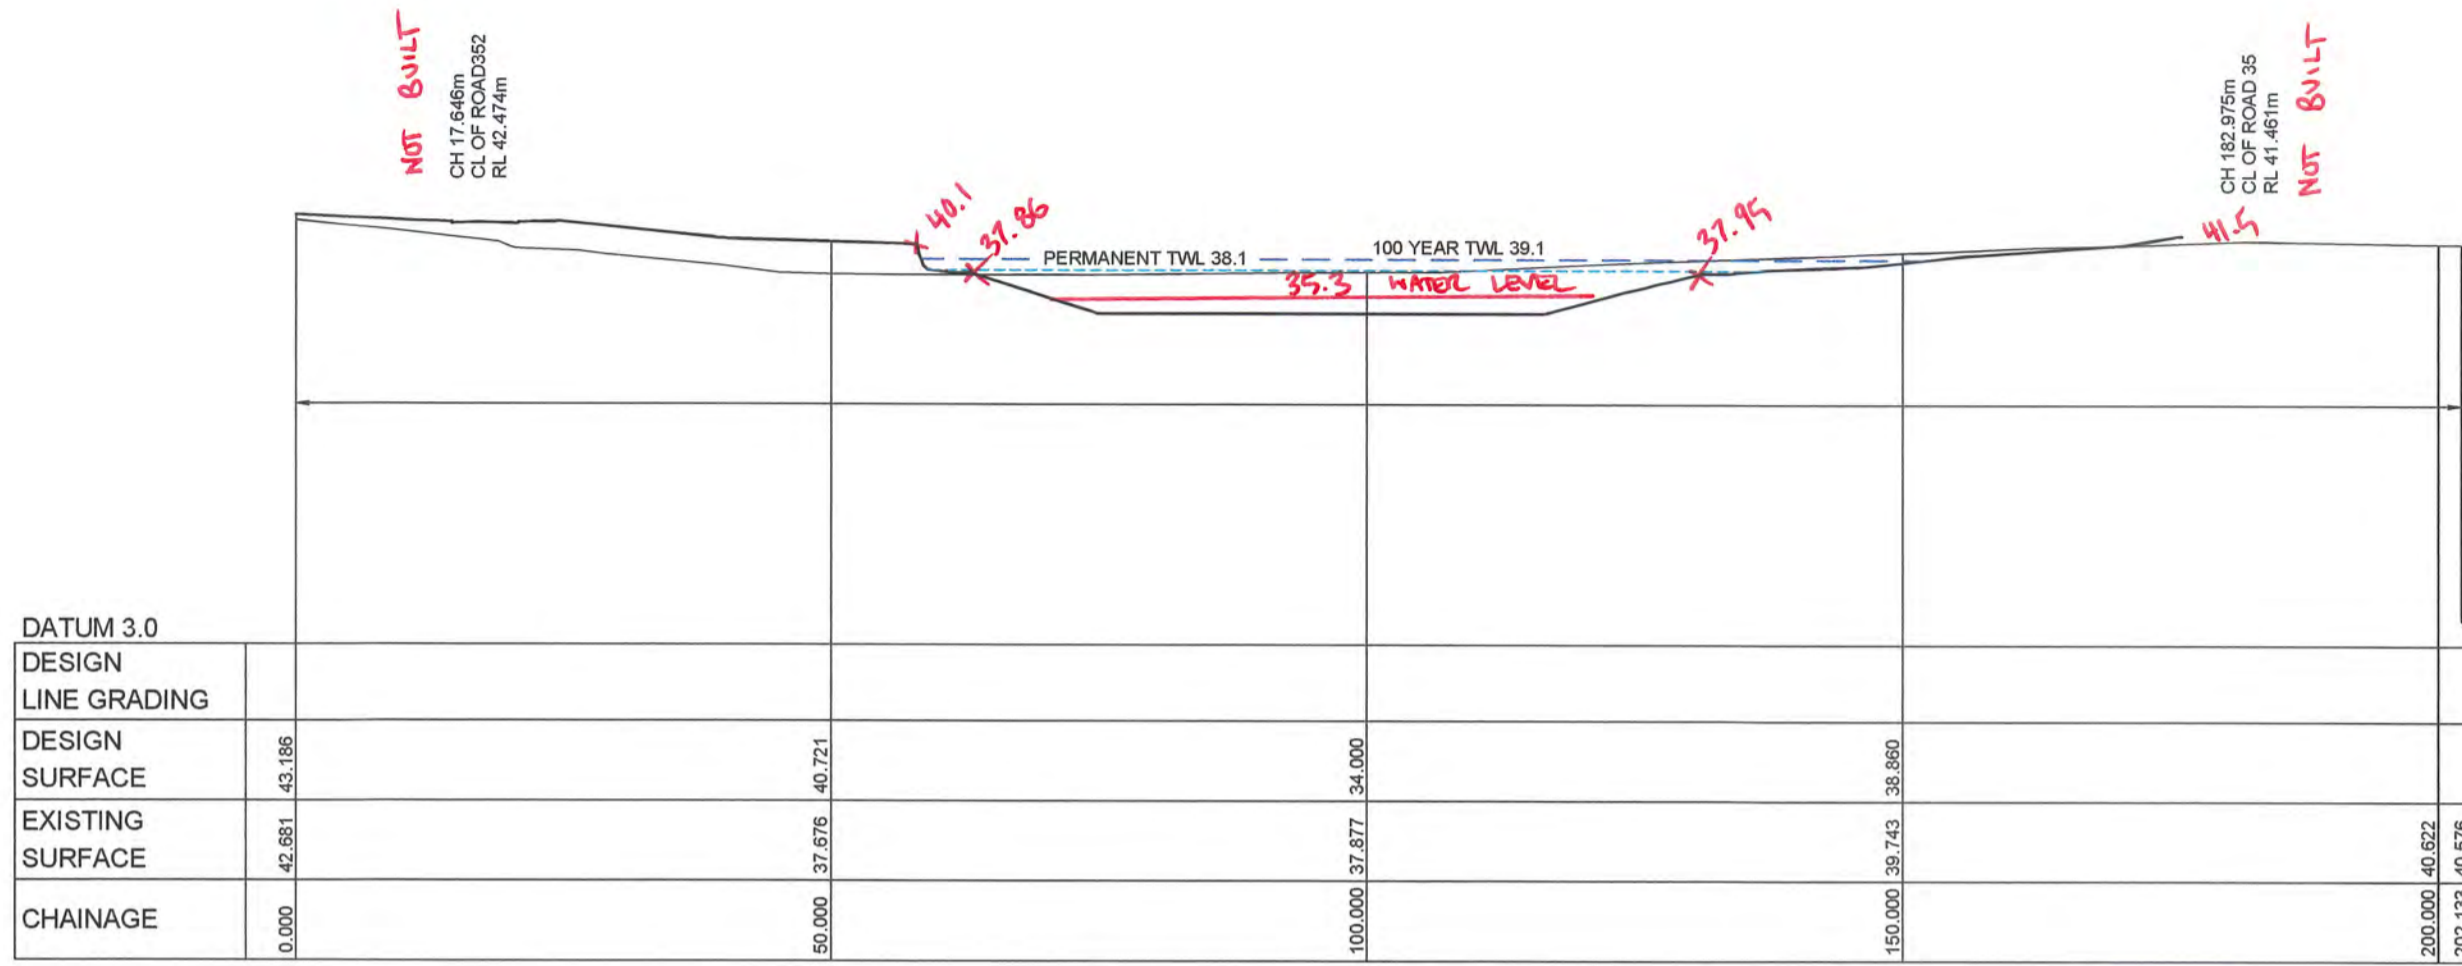 NOT BUILT
CH 17.646m
CL OF ROAD352
RL 42.474m
CH 182.975m
CL OF ROAD 35
RL 41.461m
NOT BUILT
40.1
37.86
37.95
41.5
PERMANENT TWL 38.1
100 YEAR TWL 39.1
35.3 WATER LEVEL
DATUM 3.0
DESIGN
LINE GRADING
DESIGN
SURFACE
43.186
40.721
34.000
38.860
EXISTING
SURFACE
42.681
37.676
37.877
39.743
40.622
40.576
CHAINAGE
0.000
50.000
100.000
150.000
200.000
202.133